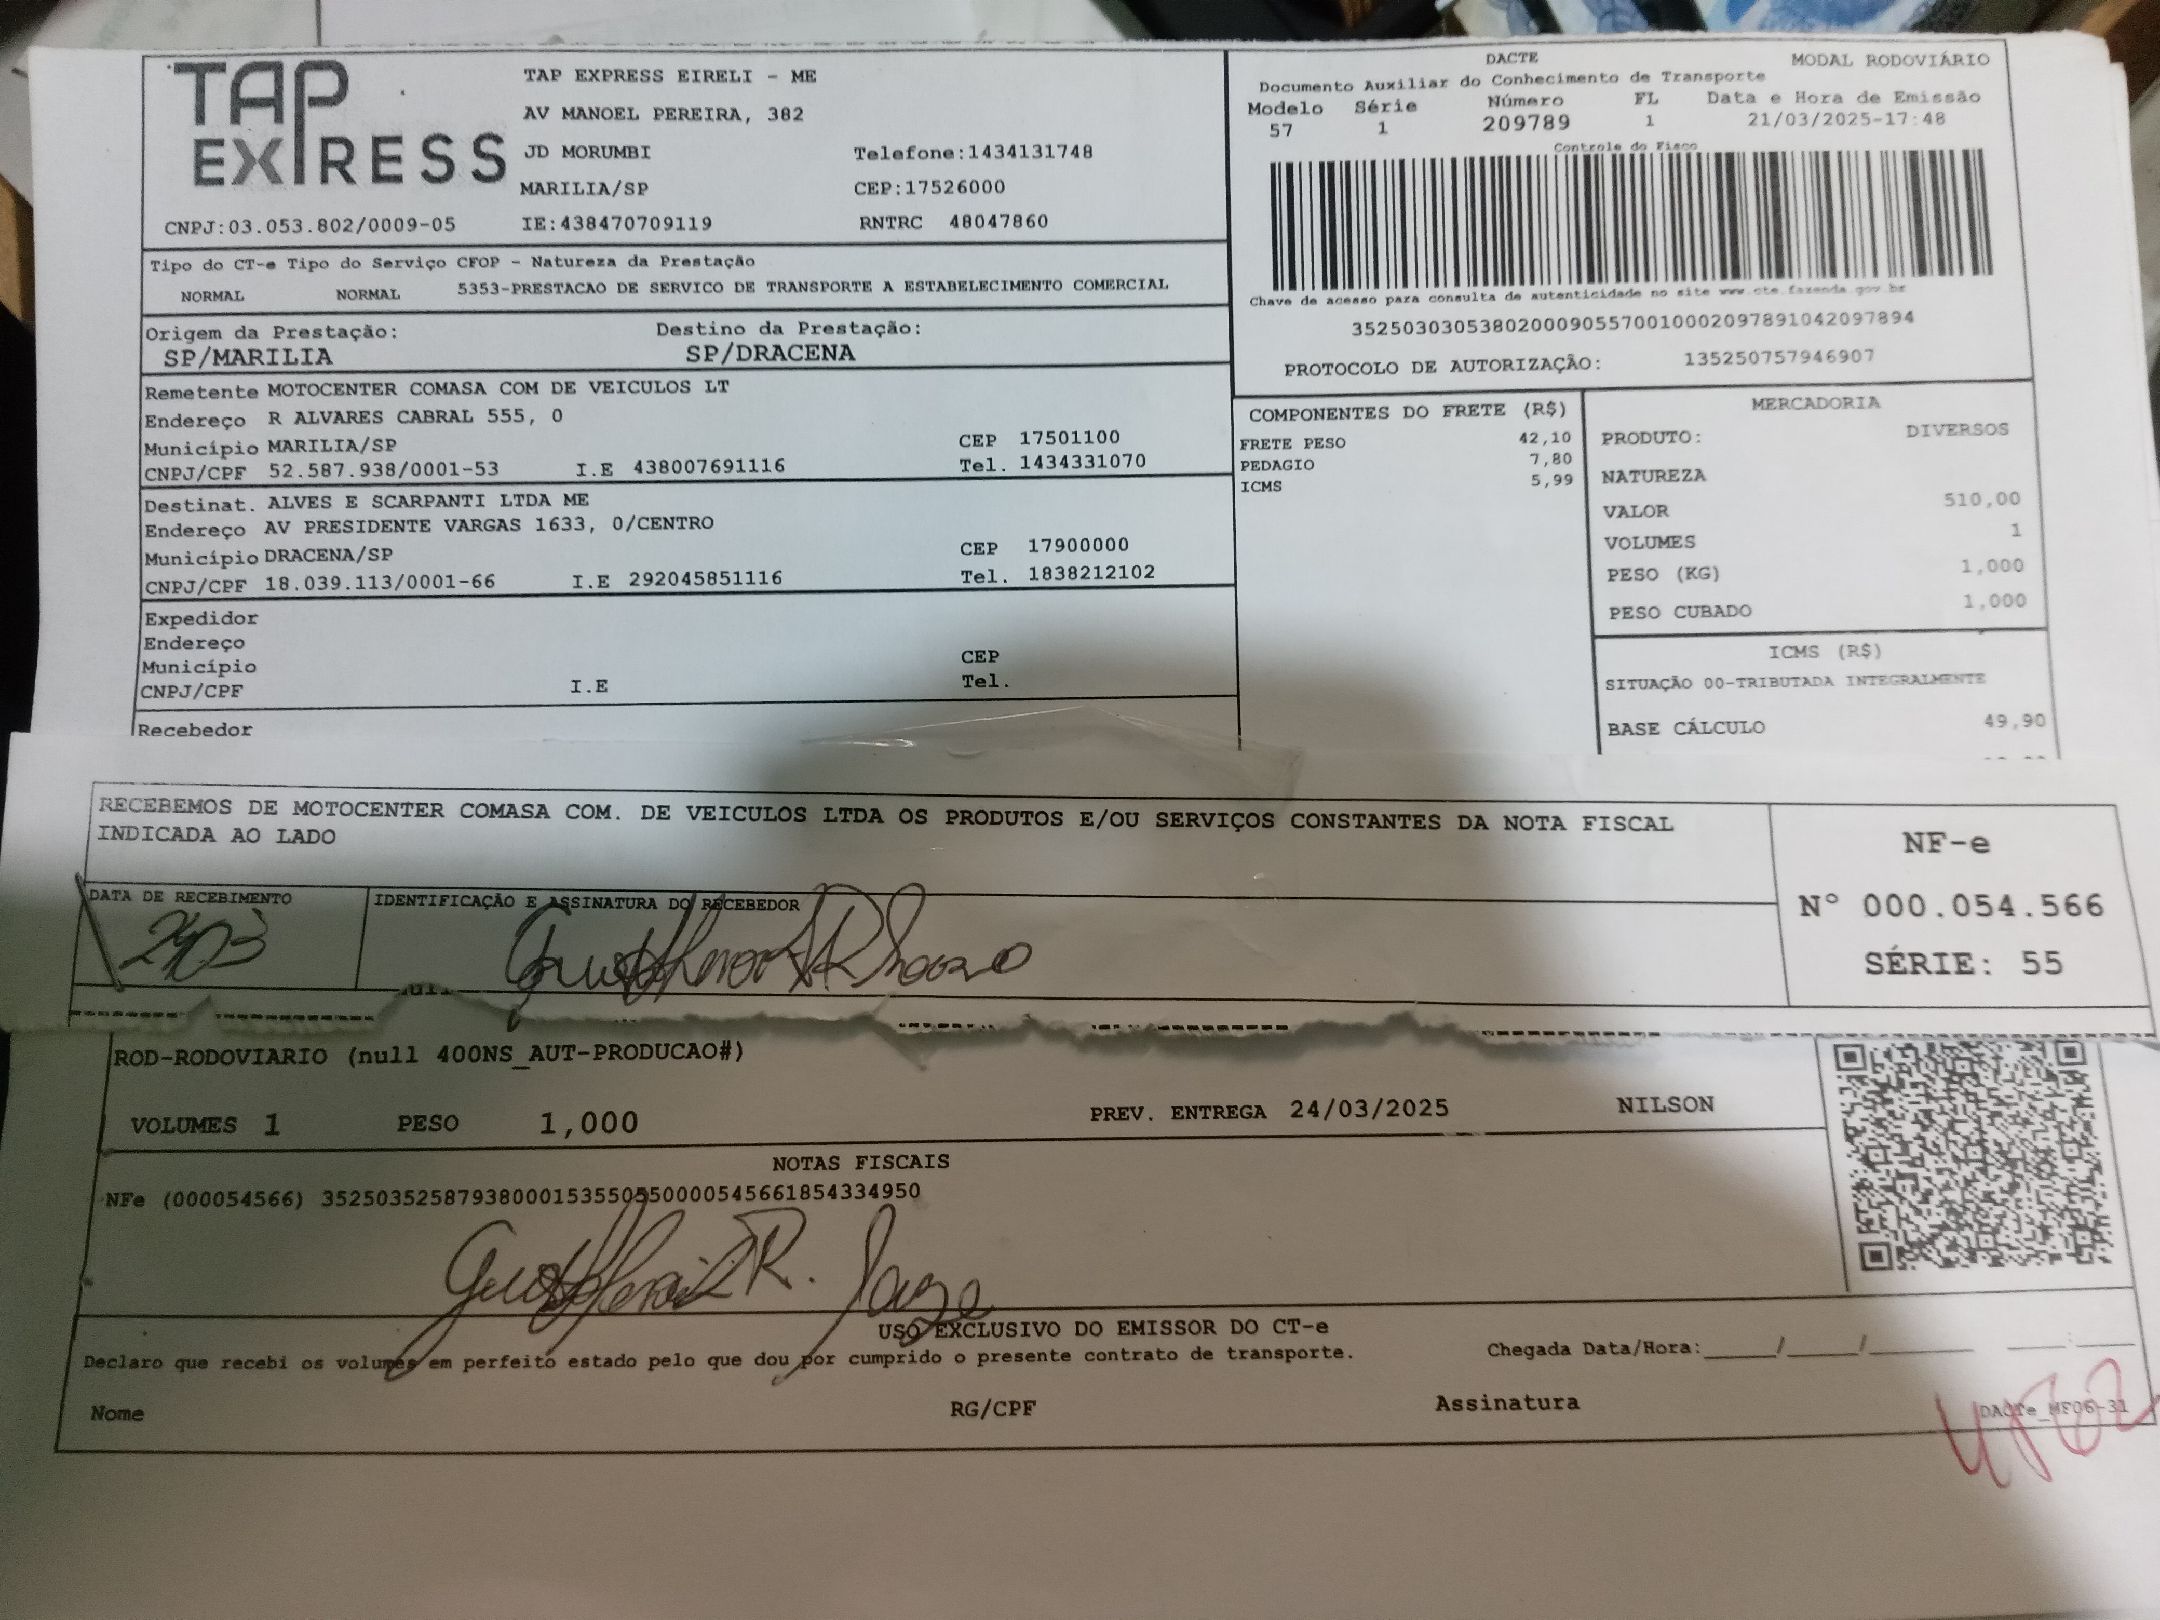 TAP EXPRESS
TAP EXPRESS EIRELI - ME
AV MANOEL PEREIRA, 382
JD MORUMBI Telefone:1434131748
MARILIA/SP CEP:17526000
CNPJ:03.053.802/0009-05 IE:438470709119 RNTRC 48047860
DACTE MODAL RODOVIÁRIO
Documento Auxiliar do Conhecimento de Transporte
Modelo Série Número FL Data e Hora de Emissão
57 1 209789 1 21/03/2025-17:48
Controle do Fisco
Chave de acesso para consulta de autenticidade no site www.cte.fazenda.gov.br
35250303053802000905570010002097891042097894
PROTOCOLO DE AUTORIZAÇÃO: 135250757946907
Tipo do CT-e Tipo do Serviço CFOP - Natureza da Prestação
NORMAL NORMAL 5353-PRESTACAO DE SERVICO DE TRANSPORTE A ESTABELECIMENTO COMERCIAL
Origem da Prestação: Destino da Prestação:
SP/MARILIA SP/DRACENA
Remetente MOTOCENTER COMASA COM DE VEICULOS LT
Endereço R ALVARES CABRAL 555, 0
Município MARILIA/SP CEP 17501100
CNPJ/CPF 52.587.938/0001-53 I.E 438007691116 Tel. 1434331070
Destinat. ALVES E SCARPANTI LTDA ME
Endereço AV PRESIDENTE VARGAS 1633, 0/CENTRO
Município DRACENA/SP CEP 17900000
CNPJ/CPF 18.039.113/0001-66 I.E 292045851116 Tel. 1838212102
Expedidor
Endereço
Município CEP
CNPJ/CPF I.E Tel.
Recebedor
COMPONENTES DO FRETE (R$)
FRETE PESO 42,10
PEDAGIO 7,80
ICMS 5,99
MERCADORIA
PRODUTO: DIVERSOS
NATUREZA
VALOR 510,00
VOLUMES 1
PESO (KG) 1,000
PESO CUBADO 1,000
ICMS (R$)
SITUAÇÃO 00-TRIBUTADA INTEGRALMENTE
BASE CÁLCULO 49,90
RECEBEMOS DE MOTOCENTER COMASA COM. DE VEICULOS LTDA OS PRODUTOS E/OU SERVIÇOS CONSTANTES DA NOTA FISCAL
INDICADA AO LADO
DATA DE RECEBIMENTO IDENTIFICAÇÃO E ASSINATURA DO RECEBEDOR
NF-e
Nº 000.054.566
SÉRIE: 55
ROD-RODOVIARIO (null 400NS_AUT-PRODUCAO#)
VOLUMES 1 PESO 1,000 PREV. ENTREGA 24/03/2025 NILSON
NOTAS FISCAIS
NFe (000054566) 35250352587938000153550550000545661854334950
USO EXCLUSIVO DO EMISSOR DO CT-e
Declaro que recebi os volumes em perfeito estado pelo que dou por cumprido o presente contrato de transporte. Chegada Data/Hora:_____/_____/_______ ____:____
Nome RG/CPF Assinatura